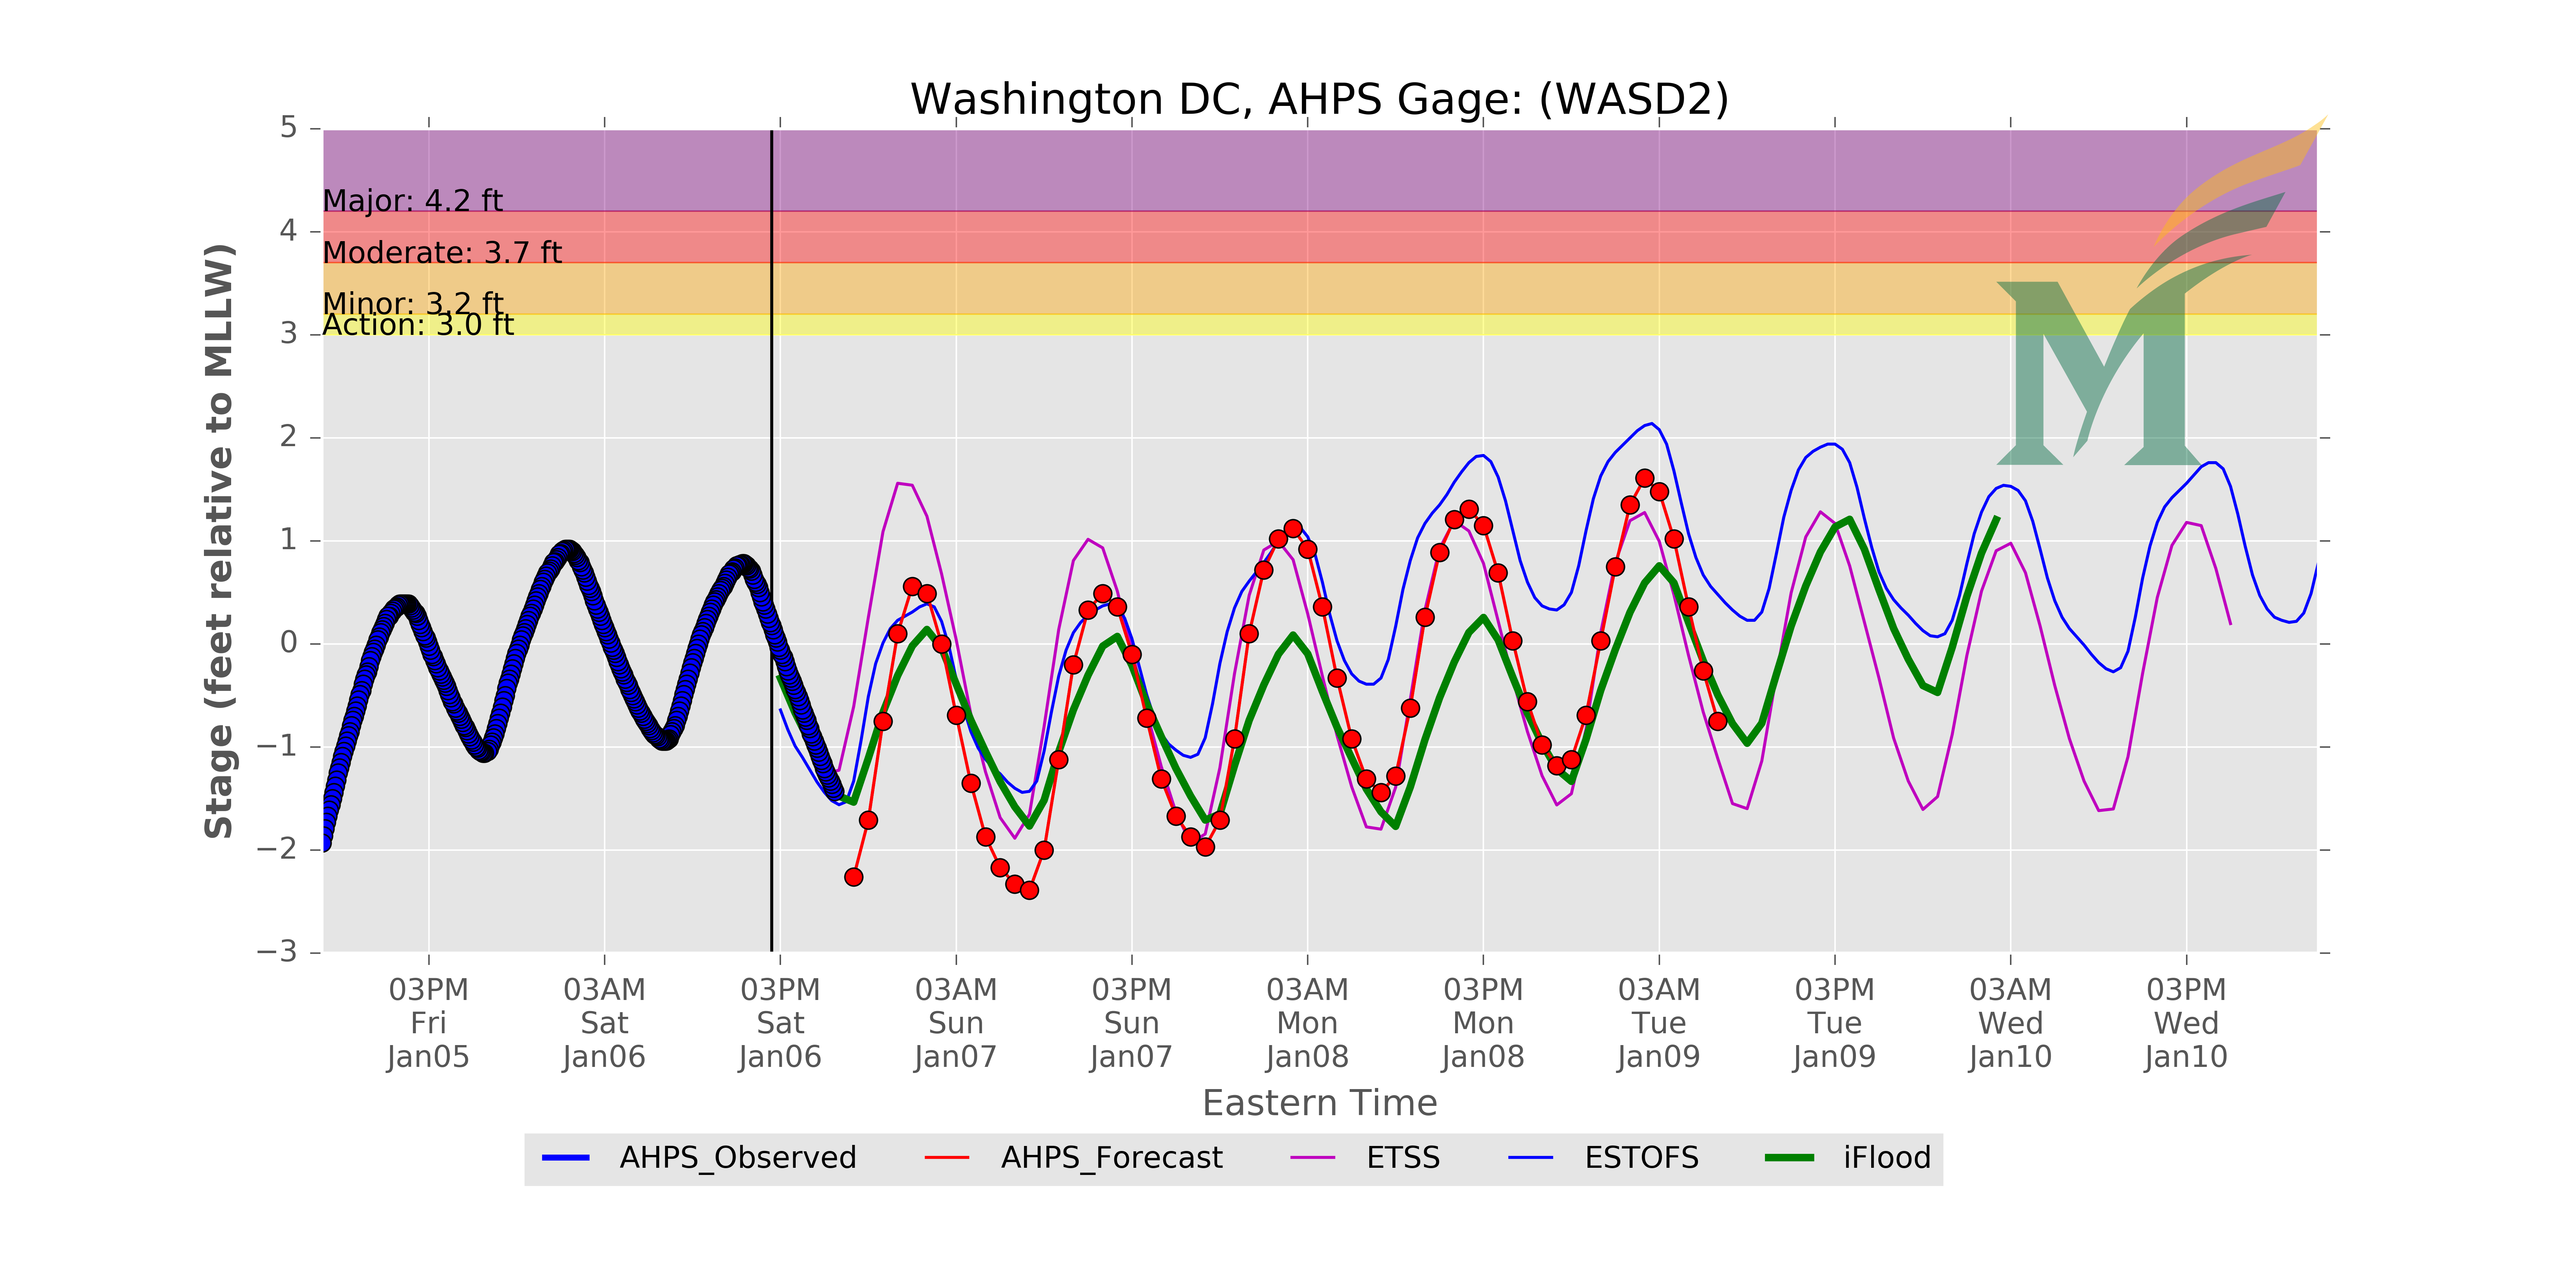 Washington DC, AHPS Gage: (WASD2)
Stage (feet relative to MLLW)
5
4
3
2
1
0
−1
−2
−3
Major: 4.2 ft
Moderate: 3.7 ft
Minor: 3.2 ft
Action: 3.0 ft
M
03PM 03AM 03PM 03AM 03PM 03AM 03PM 03AM 03PM 03AM 03PM
Fri Sat Sat Sun Sun Mon Mon Tue Tue Wed Wed
Jan05 Jan06 Jan06 Jan07 Jan07 Jan08 Jan08 Jan09 Jan09 Jan10 Jan10
Eastern Time
AHPS_Observed AHPS_Forecast ETSS ESTOFS iFlood